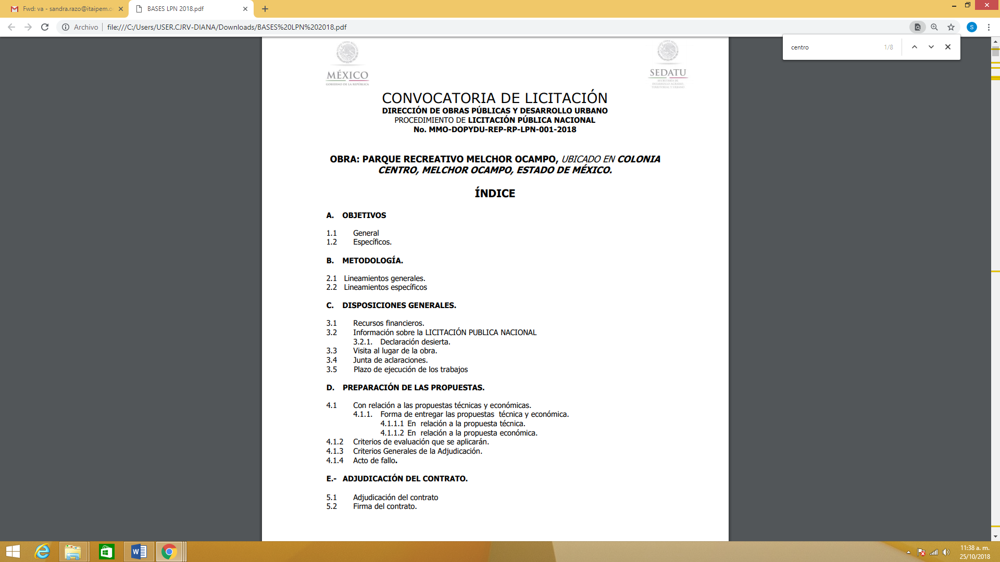 Fwd: va - sandra.razo@itaipem.o
BASES LPN 2018.pdf
Archivo
file:///C:/Users/USER.CJRV-DIANA/Downloads/BASES%20LPN%202018.pdf
S
centro
1/8
MÉXICO
GOBIERNO DE LA REPÚBLICA
SEDATU
SECRETARÍA DE
DESARROLLO AGRARIO,
TERRITORIAL Y URBANO
CONVOCATORIA DE LICITACIÓN
DIRECCIÓN DE OBRAS PÚBLICAS Y DESARROLLO URBANO
PROCEDIMIENTO DE LICITACIÓN PÚBLICA NACIONAL
No. MMO-DOPYDU-REP-RP-LPN-001-2018
OBRA: PARQUE RECREATIVO MELCHOR OCAMPO, UBICADO EN COLONIA
CENTRO, MELCHOR OCAMPO, ESTADO DE MÉXICO.
ÍNDICE
A. OBJETIVOS
1.1 General
1.2 Específicos.
B. METODOLOGÍA.
2.1 Lineamientos generales.
2.2 Lineamientos específicos
C. DISPOSICIONES GENERALES.
3.1 Recursos financieros.
3.2 Información sobre la LICITACIÓN PUBLICA NACIONAL
3.2.1. Declaración desierta.
3.3 Visita al lugar de la obra.
3.4 Junta de aclaraciones.
3.5 Plazo de ejecución de los trabajos
D. PREPARACIÓN DE LAS PROPUESTAS.
4.1 Con relación a las propuestas técnicas y económicas.
4.1.1. Forma de entregar las propuestas técnica y económica.
4.1.1.1 En relación a la propuesta técnica.
4.1.1.2 En relación a la propuesta económica.
4.1.2 Criterios de evaluación que se aplicarán.
4.1.3 Criterios Generales de la Adjudicación.
4.1.4 Acto de fallo.
E.- ADJUDICACIÓN DEL CONTRATO.
5.1 Adjudicación del contrato
5.2 Firma del contrato.
11:38 a. m.
25/10/2018